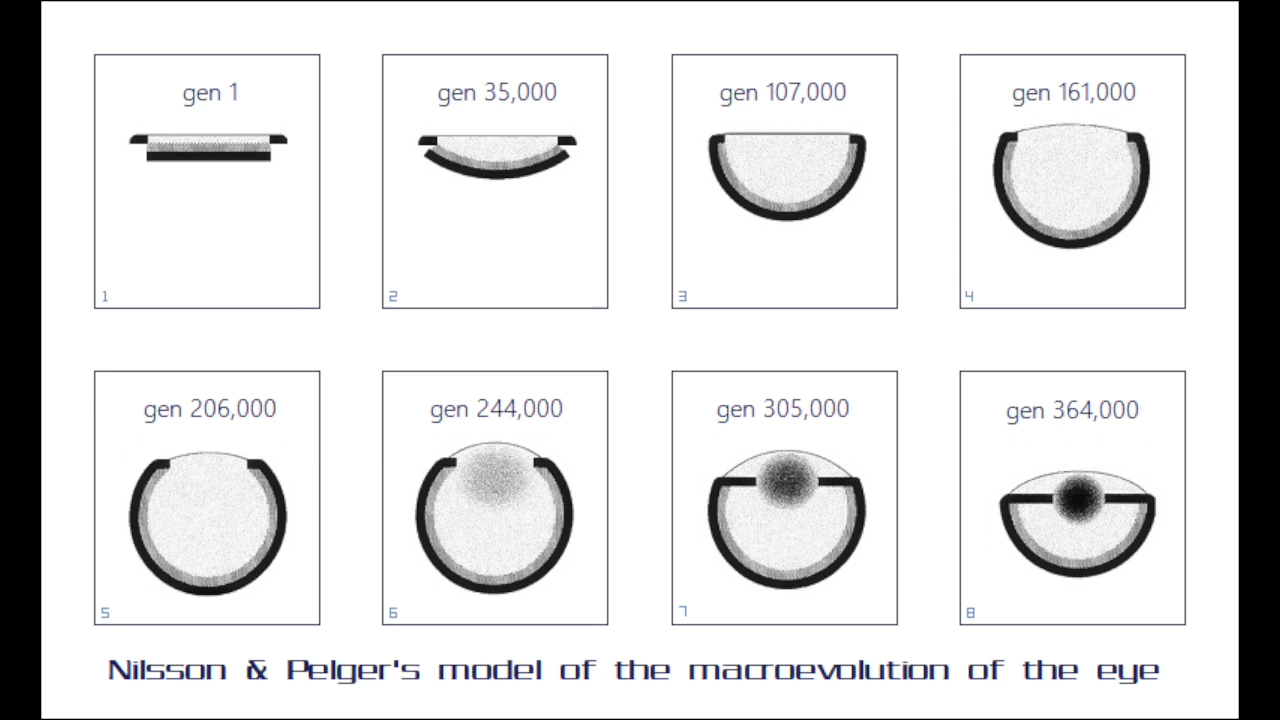 gen 1
gen 35,000
gen 107,000
gen 161,000
1
2
3
4
gen 206,000
gen 244,000
gen 305,000
gen 364,000
5
6
7
8
Nilsson & Pelger's model of the macroevolution of the eye